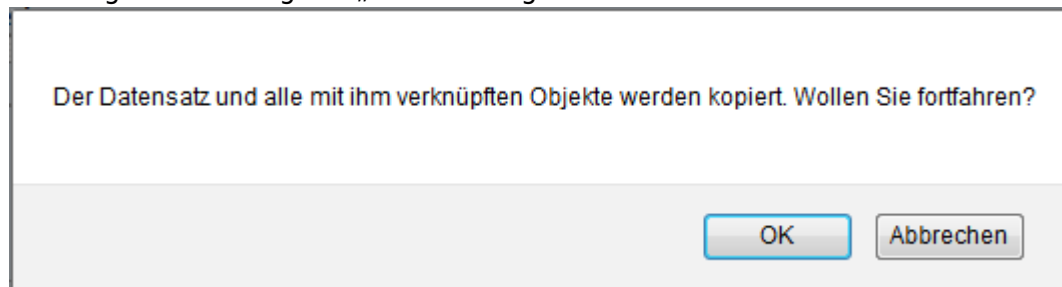 Der Datensatz und alle mit ihm verknüpften Objekte werden kopiert. Wollen Sie fortfahren?
OK
Abbrechen